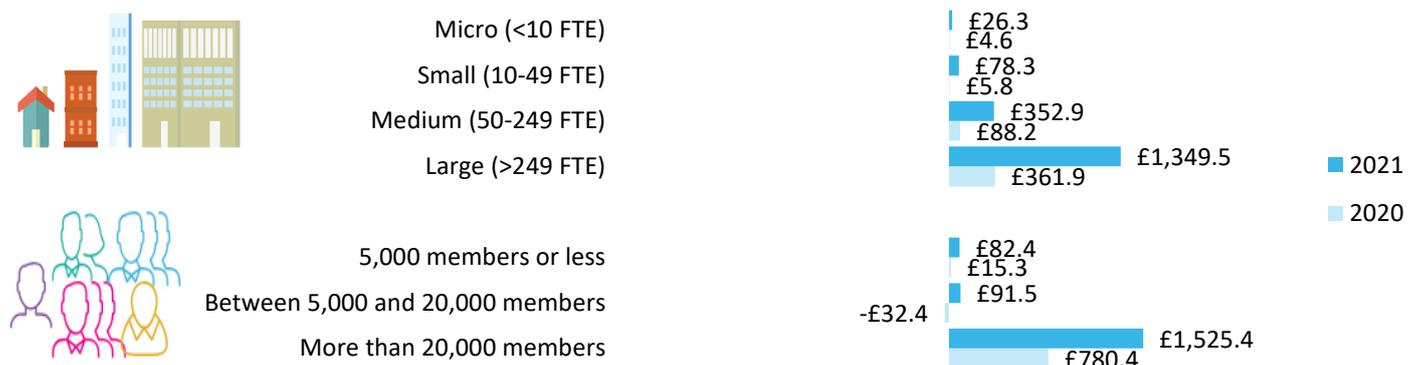 Micro (<10 FTE) £26.3
£4.6
Small (10-49 FTE) £78.3
£5.8
Medium (50-249 FTE) £352.9
£88.2
Large (>249 FTE) £1,349.5
£361.9
2021
2020
5,000 members or less £82.4
£15.3
Between 5,000 and 20,000 members £91.5
-£32.4
More than 20,000 members £1,525.4
£780.4